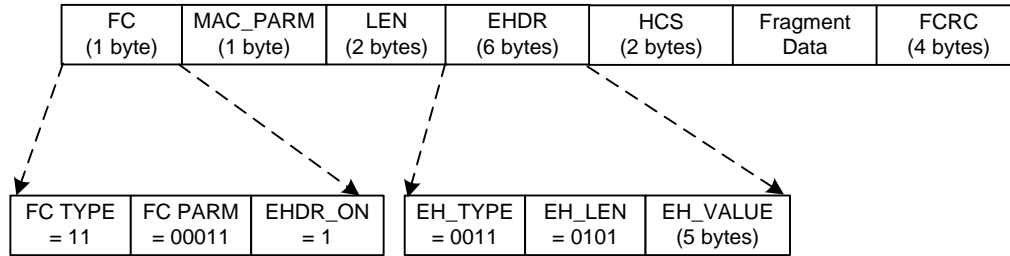 FC
(1 byte)
MAC_PARM
(1 byte)
LEN
(2 bytes)
EHDR
(6 bytes)
HCS
(2 bytes)
Fragment
Data
FCRC
(4 bytes)
FC TYPE
= 11
FC PARM
= 00011
EHDR_ON
= 1
EH_TYPE
= 0011
EH_LEN
= 0101
EH_VALUE
(5 bytes)